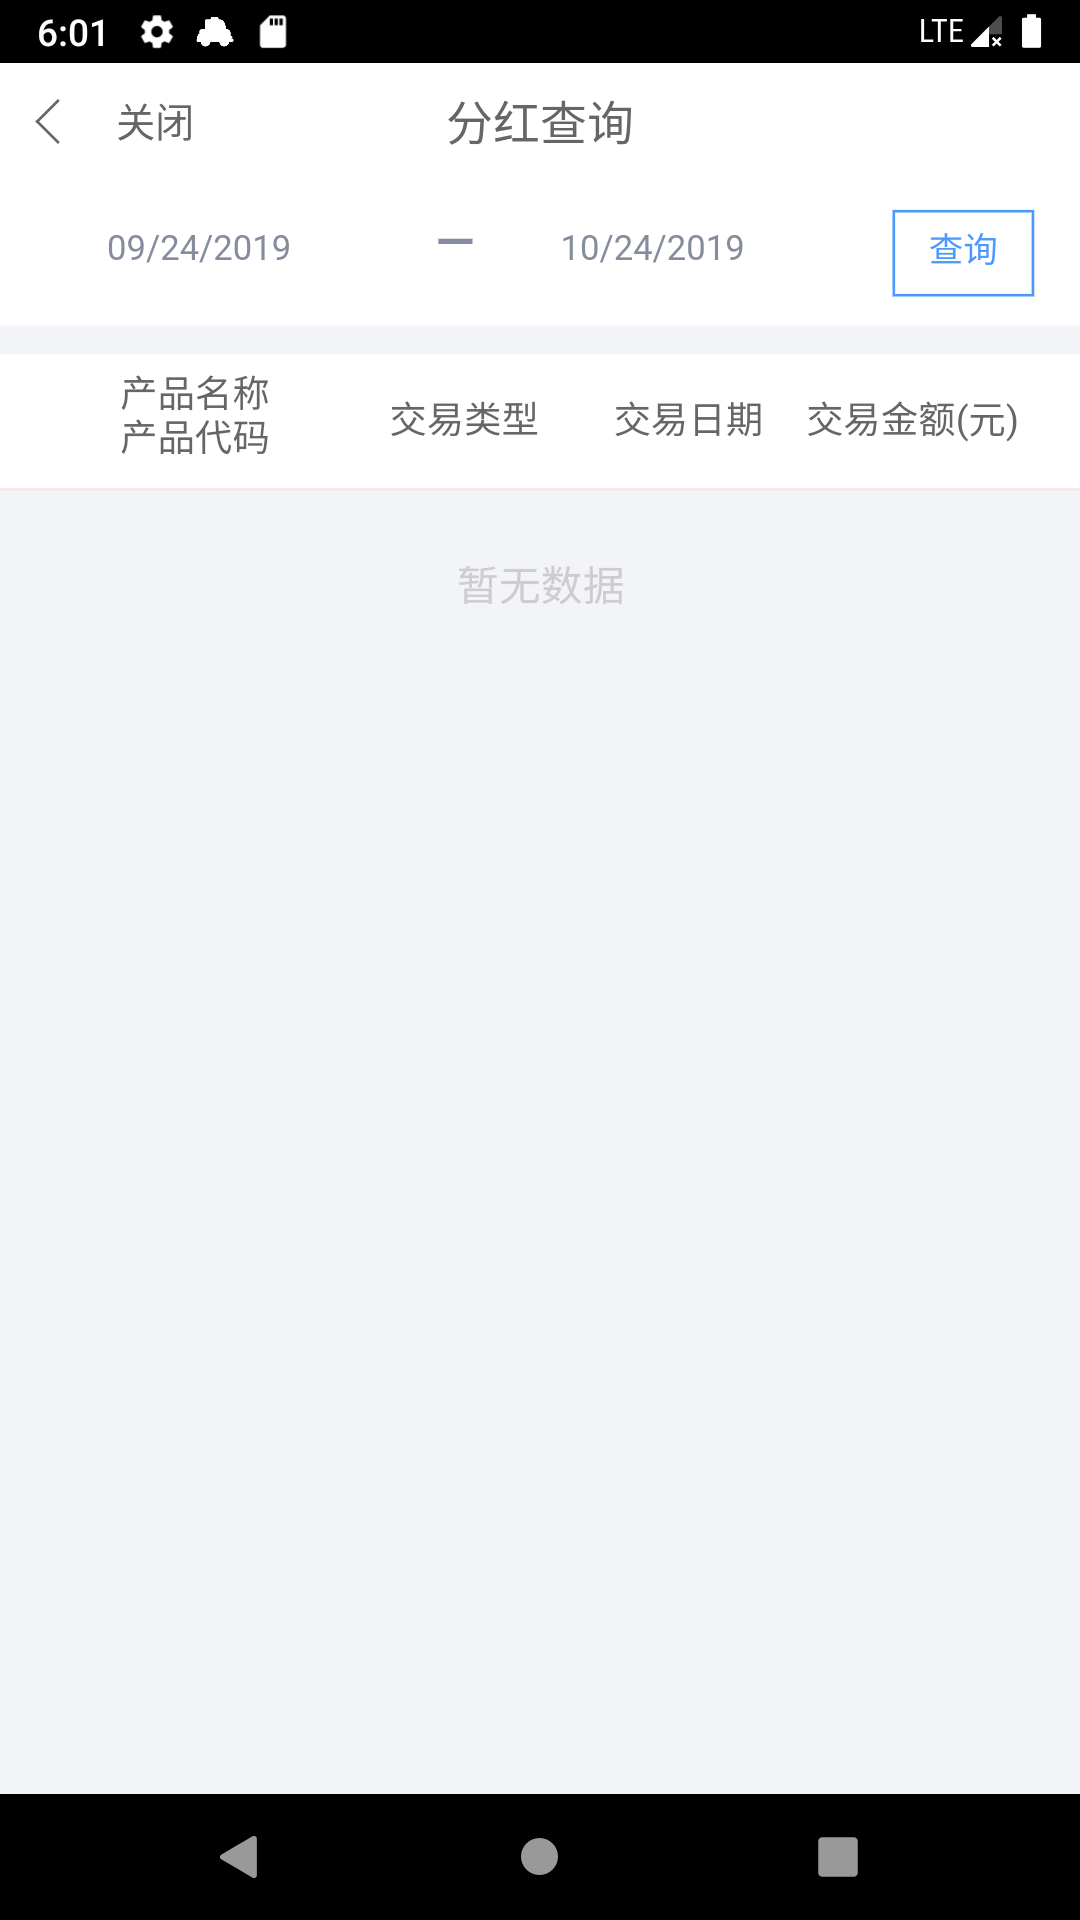 6:01 LTE
关闭 分红查询
09/24/2019 — 10/24/2019 查询
产品名称
产品代码 交易类型 交易日期 交易金额(元)
暂无数据